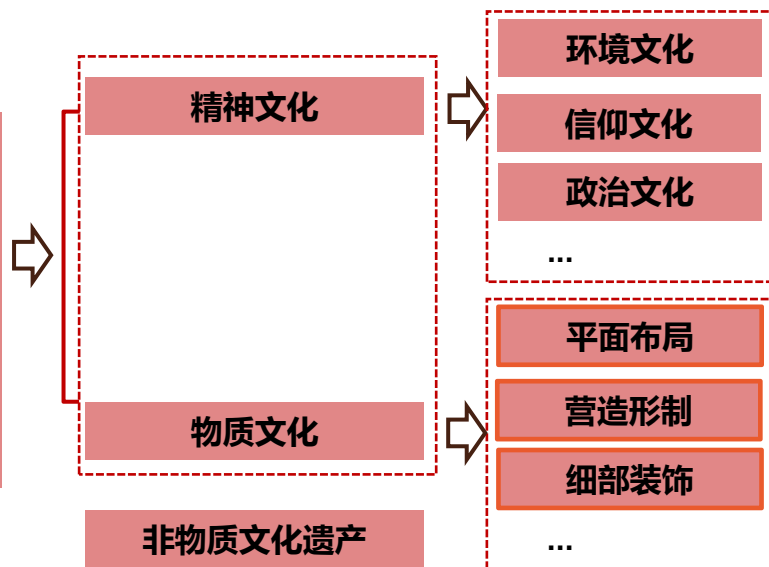 精神文化
物质文化
非物质文化遗产
环境文化
信仰文化
政治文化
...
平面布局
营造形制
细部装饰
...